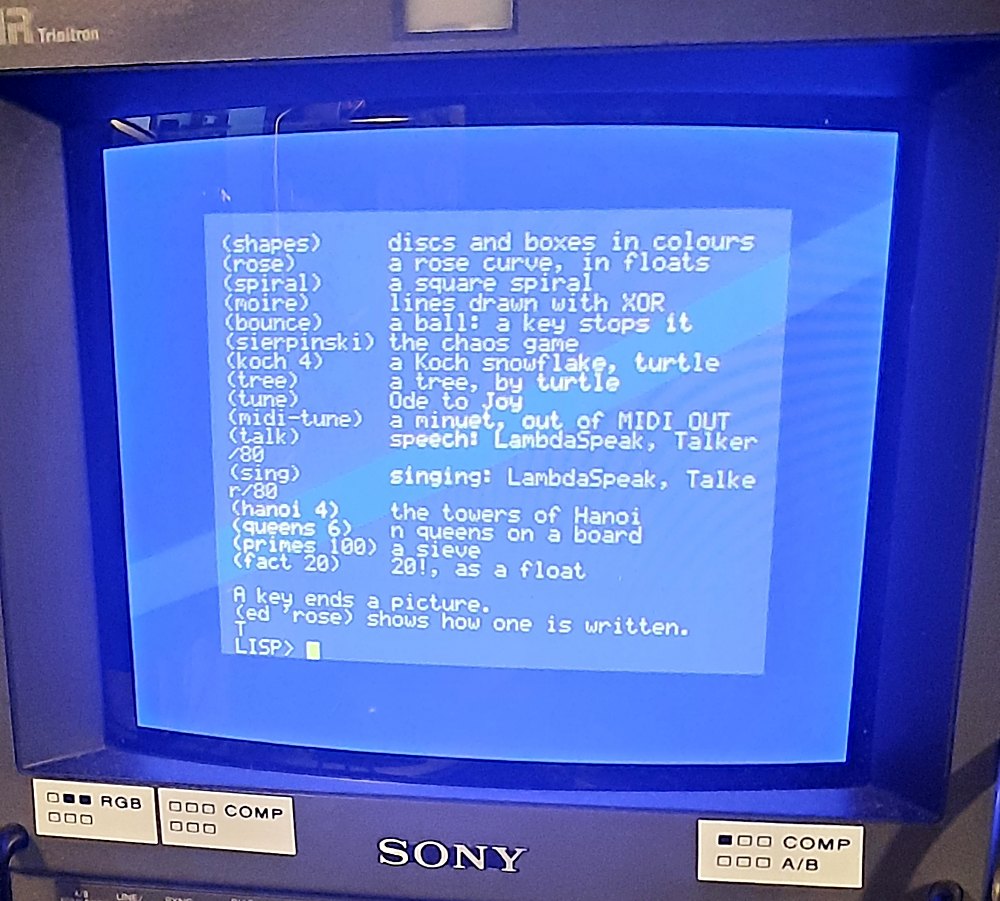 Trinitron
(shapes) discs and boxes in colours
(rose) a rose curve, in floats
(spiral) a square spiral
(moire) lines drawn with XOR
(bounce) a ball: a key stops it
(sierpinski) the chaos game
(koch 4) a Koch snowflake, turtle
(tree) a tree, by turtle
(tune) Ode to Joy
(midi-tune) a minuet, out of MIDI OUT
(talk) speech: LambdaSpeak, Talker
/80
(sing) singing: LambdaSpeak, Talke
r/80
(hanoi 4) the towers of Hanoi
(queens 6) n queens on a board
(primes 100) a sieve
(fact 20) 20!, as a float
A key ends a picture.
(ed 'rose) shows how one is written.
T
LISP>
RGB
COMP
SONY
COMP
A/B
A/B
LINE/